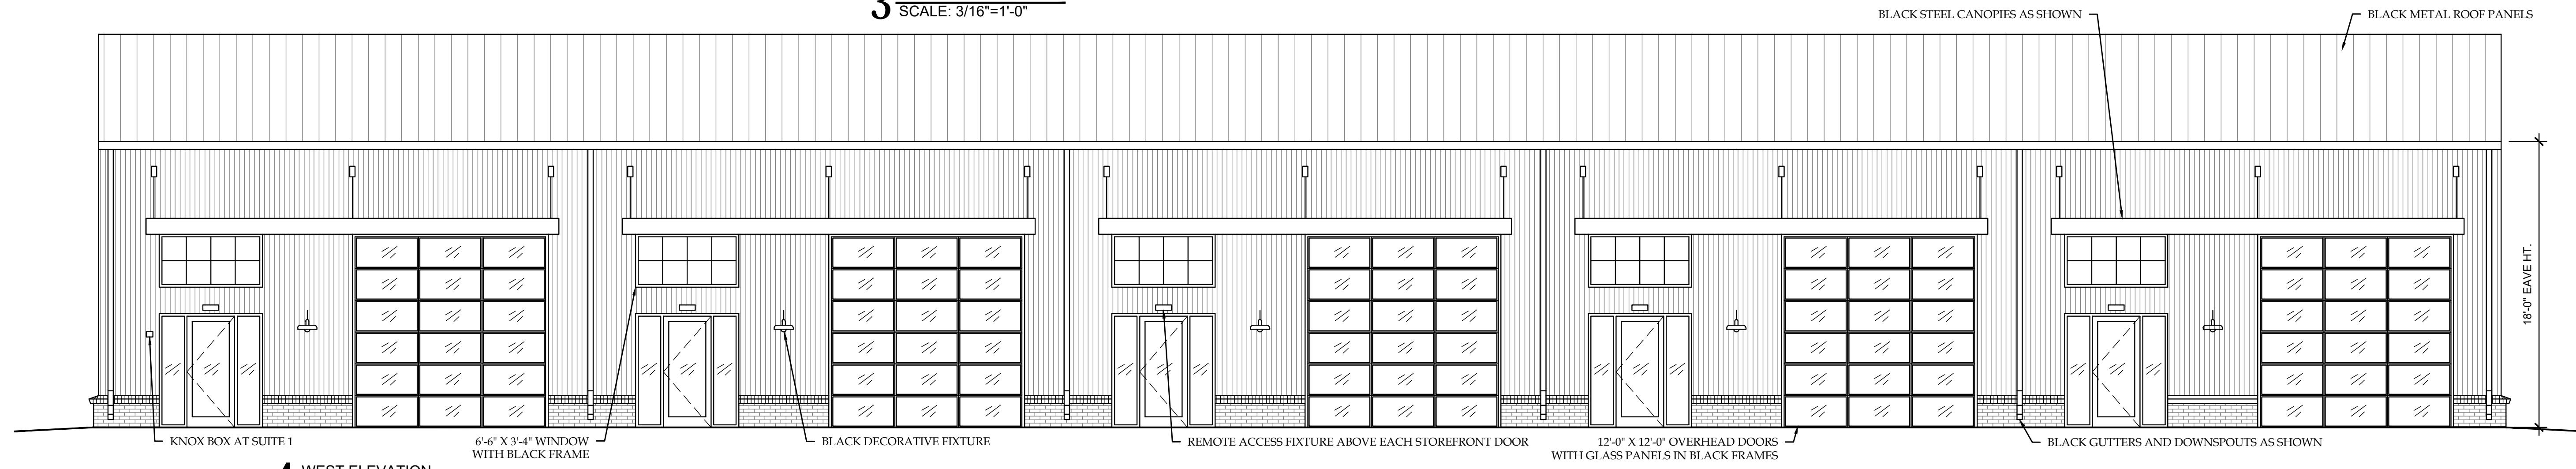 3
SCALE: 3/16"=1'-0"
BLACK STEEL CANOPIES AS SHOWN
BLACK METAL ROOF PANELS
18'-0" EAVE HT.
KNOX BOX AT SUITE 1
6'-6" X 3'-4" WINDOW
WITH BLACK FRAME
BLACK DECORATIVE FIXTURE
REMOTE ACCESS FIXTURE ABOVE EACH STOREFRONT DOOR
12'-0" X 12'-0" OVERHEAD DOORS
WITH GLASS PANELS IN BLACK FRAMES
BLACK GUTTERS AND DOWNSPOUTS AS SHOWN
4 WEST ELEVATION